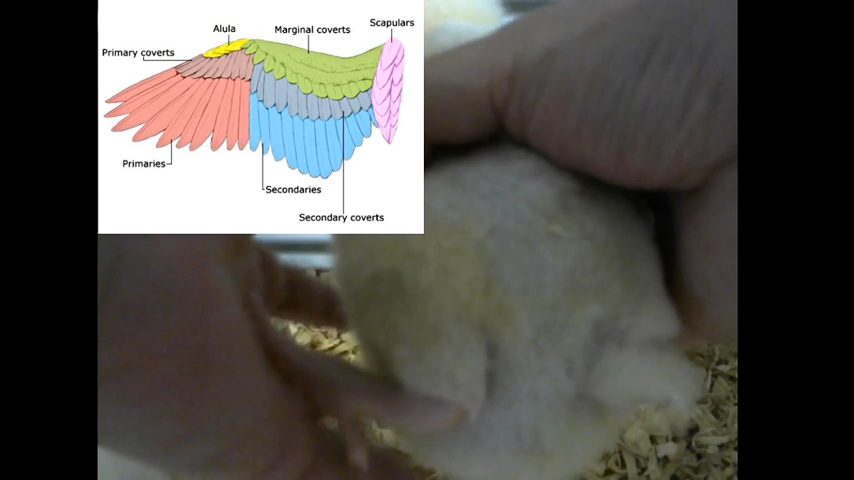 Scapulars
Alula
Marginal coverts
Primary coverts
Primaries
Secondaries
Secondary coverts